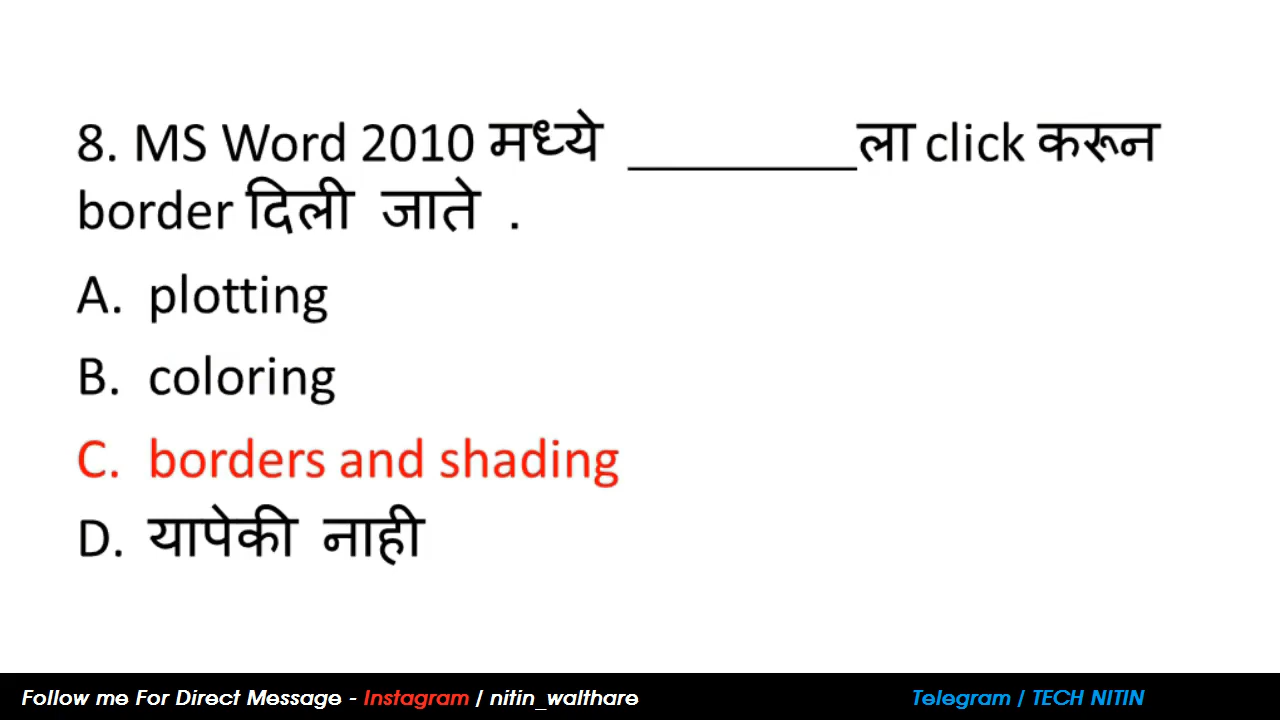 8. MS Word 2010 मध्ये ________ला click करून
border दिली जाते .
A. plotting
B. coloring
C. borders and shading
D. यापेकी नाही
Follow me For Direct Message - Instagram / nitin_walthare
Telegram / TECH NITIN